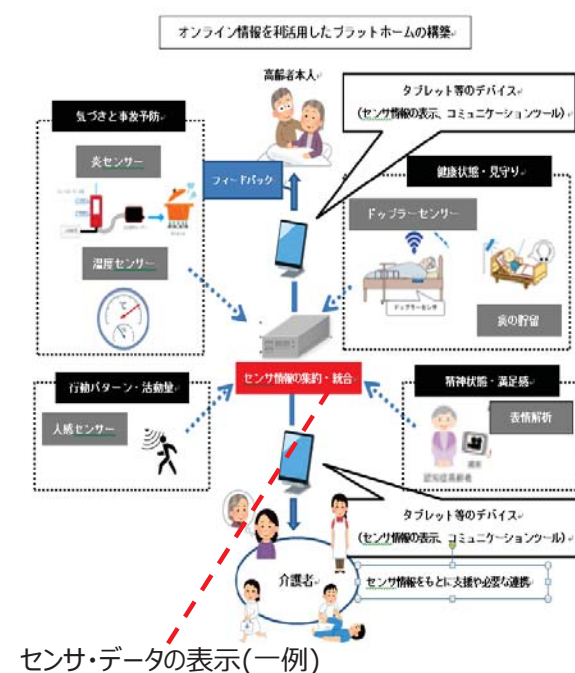 オンライン情報を利活用したプラットホームの構築
高齢者本人
タブレット等のデバイス
(センサ情報の表示、コミュニケーションツール)
気づきと事故予防
炎センサー
フィードバック
健康状態・見守り
ドップラーセンサー
温度センサー
℃
ドップラーセンサ
炎の貯留
センサ情報の集約・統合
行動パターン・活動量
人感センサー
精神状態・満足感
表情解析
認知症高齢者
タブレット等のデバイス
(センサ情報の表示、コミュニケーションツール)
介護者
センサ情報をもとに支援や必要な連携
センサ・データの表示(一例)